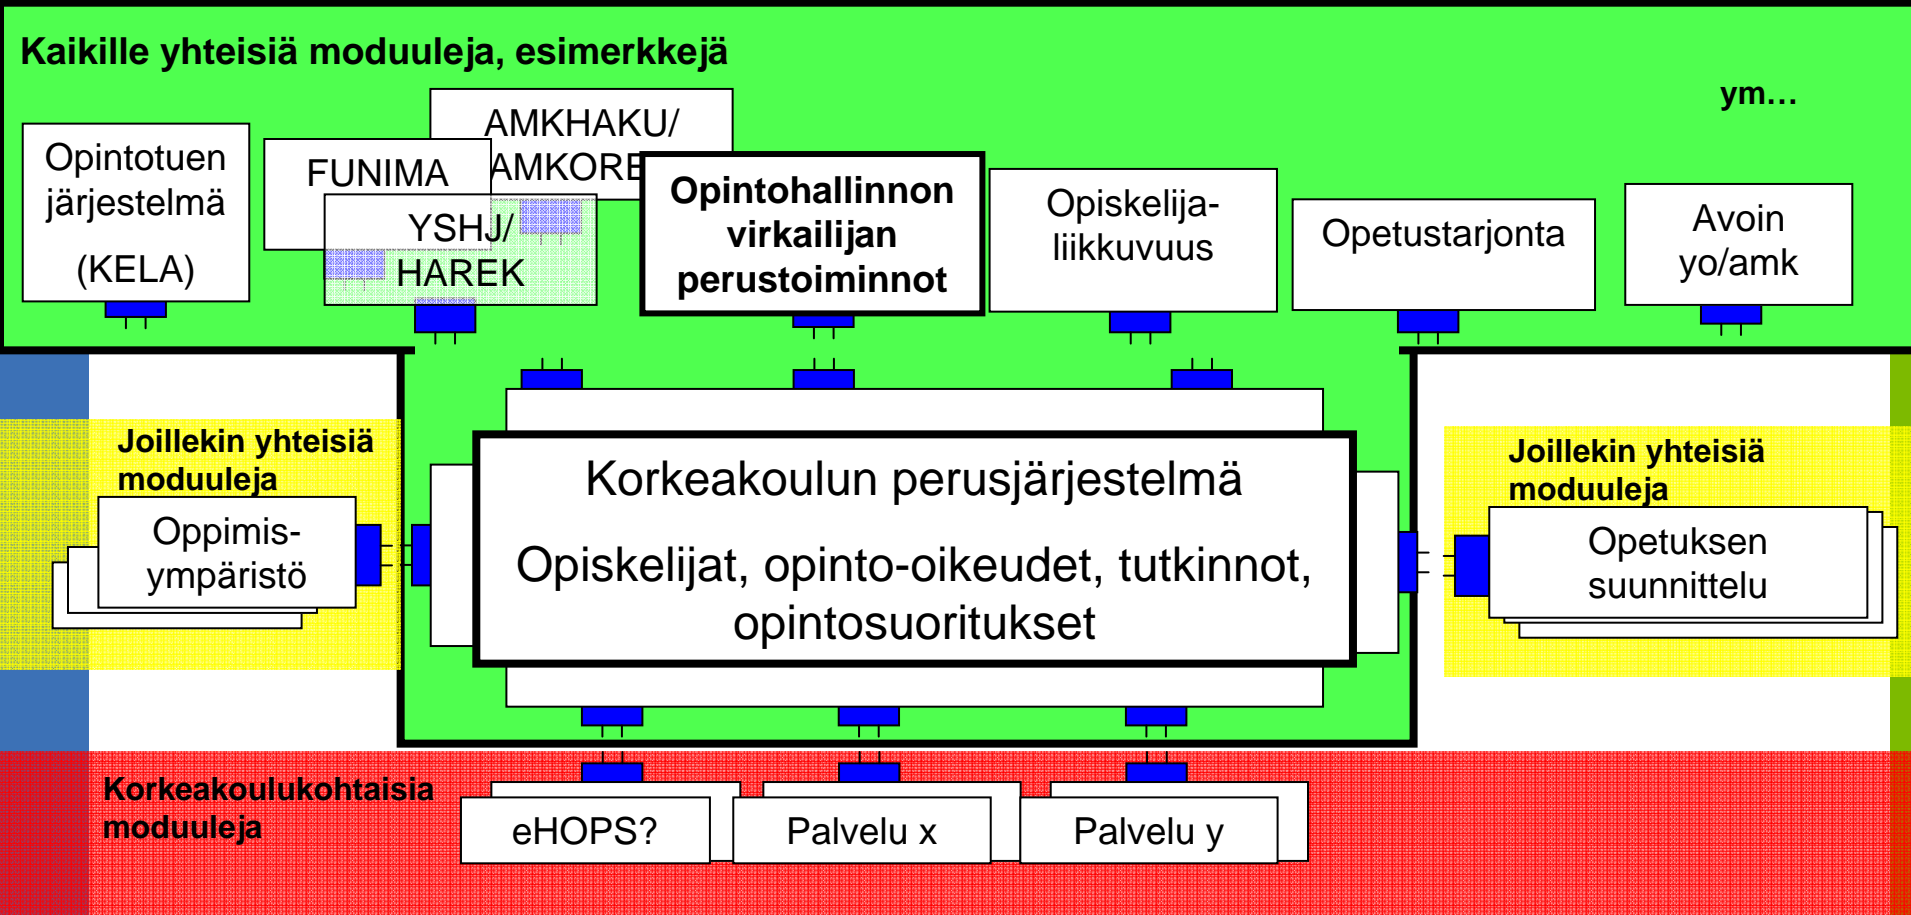 Kaikille yhteisiä moduuleja, esimerkkejä
ym...
Opintotuen
järjestelmä
(KELA)
FUNIMA
AMKHAKU/
YSHJ/
HAREK
Opintohallinnon
virkailijan
perustoiminnot
Opiskelija-
liikkuvuus
Opetustarjonta
Avoin
yo/amk
Joillekin yhteisiä
moduuleja
Oppimis-
ympäristö
Korkeakoulun perusjärjestelmä
Opiskelijat, opinto-oikeudet, tutkinnot,
opintosuoritukset
Joillekin yhteisiä
moduuleja
Opetuksen
suunnittelu
Korkeakoulukohtaisia
moduuleja
eHOPS?
Palvelu x
Palvelu y